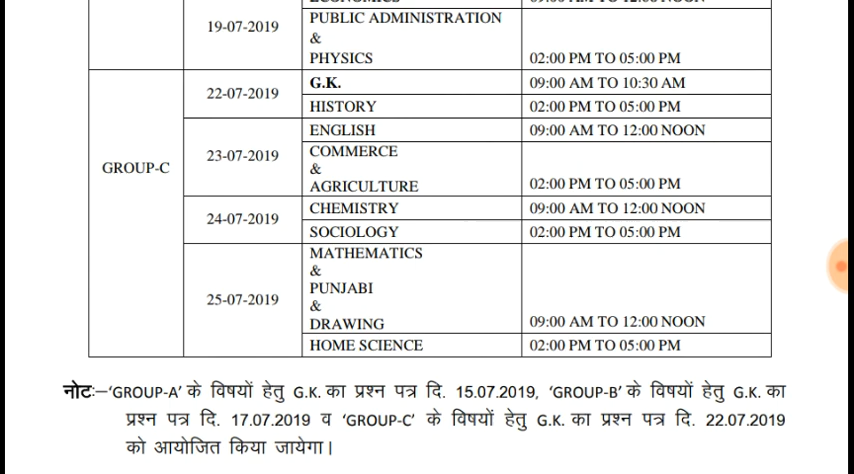 19-07-2019 PUBLIC ADMINISTRATION
&
PHYSICS 02:00 PM TO 05:00 PM
GROUP-C 22-07-2019 G.K. 09:00 AM TO 10:30 AM
HISTORY 02:00 PM TO 05:00 PM
23-07-2019 ENGLISH 09:00 AM TO 12:00 NOON
COMMERCE
&
AGRICULTURE 02:00 PM TO 05:00 PM
24-07-2019 CHEMISTRY 09:00 AM TO 12:00 NOON
SOCIOLOGY 02:00 PM TO 05:00 PM
25-07-2019 MATHEMATICS
&
PUNJABI
&
DRAWING 09:00 AM TO 12:00 NOON
HOME SCIENCE 02:00 PM TO 05:00 PM
नोटः–‘GROUP-A’ के विषयों हेतु G.K. का प्रश्न पत्र दि. 15.07.2019, ‘GROUP-B’ के विषयों हेतु G.K. का
प्रश्न पत्र दि. 17.07.2019 व ‘GROUP-C’ के विषयों हेतु G.K. का प्रश्न पत्र दि. 22.07.2019
को आयोजित किया जायेगा।